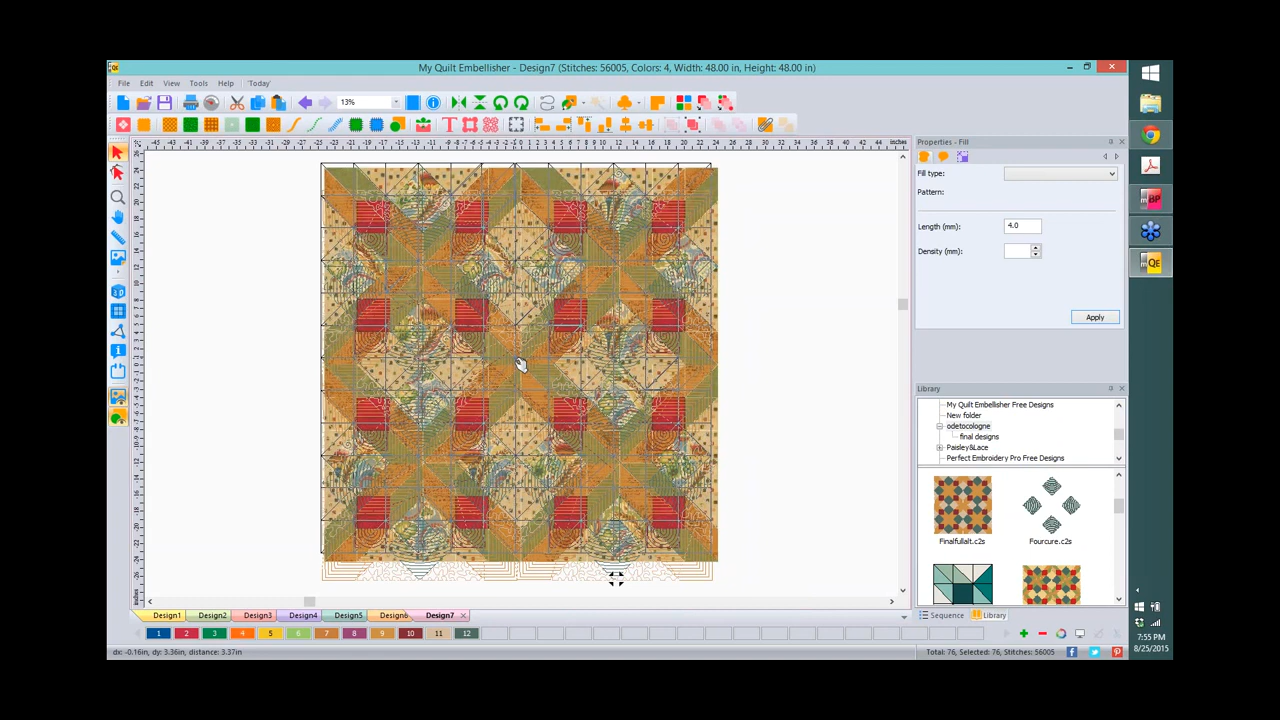 My Quilt Embellisher - Design7 (Stitches: 56005, Colors: 4, Width: 48.00 in, Height: 48.00 in)
File Edit View Tools Help 'Today'
13%
inches
Properties - Fill
Fill type:
Pattern:
Length (mm): 4.0
Density (mm):
Apply
Library
My Quilt Embellisher Free Designs
New folder
odetocologne
final designs
Paisley&Lace
Perfect Embroidery Pro Free Designs
Finalfullalt.c2s
Fourcure.c2s
Sequence Library
Design1 Design2 Design3 Design4 Design5 Design6 Design7
1 2 3 4 5 6 7 8 9 10 11 12
dx: -0.16in, dy: 3.36in, distance: 3.37in
Total: 76, Selected: 76, Stitches: 56005
7:55 PM
8/25/2015